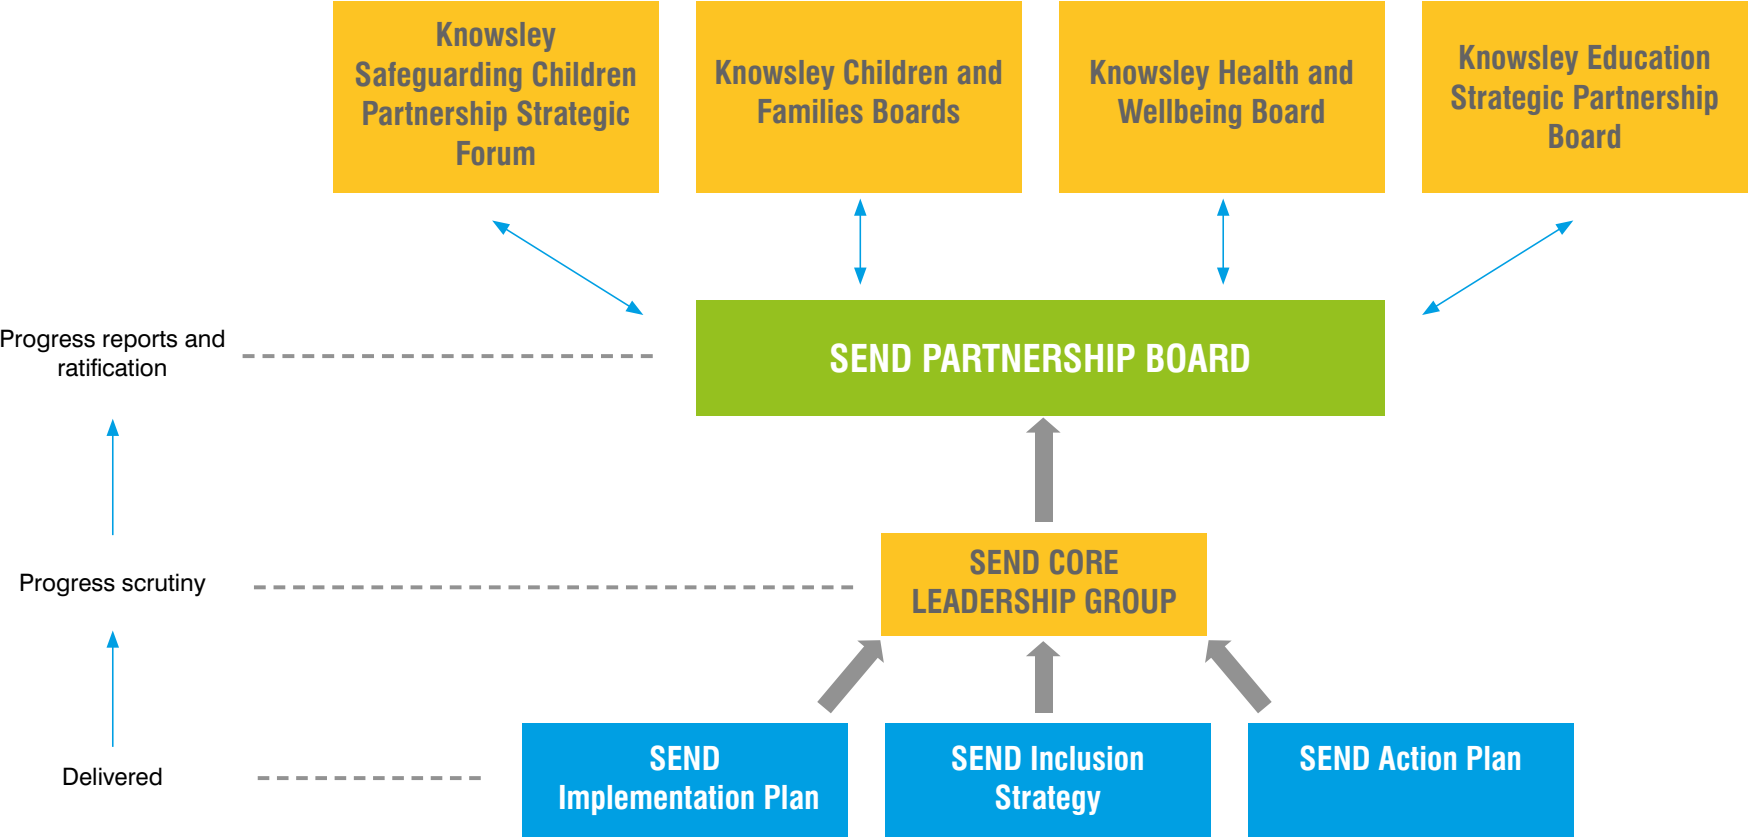 Knowsley
Safeguarding Children
Partnership Strategic
Forum
Knowsley Children and
Families Boards
Knowsley Health and
Wellbeing Board
Knowsley Education
Strategic Partnership
Board
Progress reports and
ratification
SEND PARTNERSHIP BOARD
Progress scrutiny
SEND CORE
LEADERSHIP GROUP
Delivered
SEND
Implementation Plan
SEND Inclusion
Strategy
SEND Action Plan